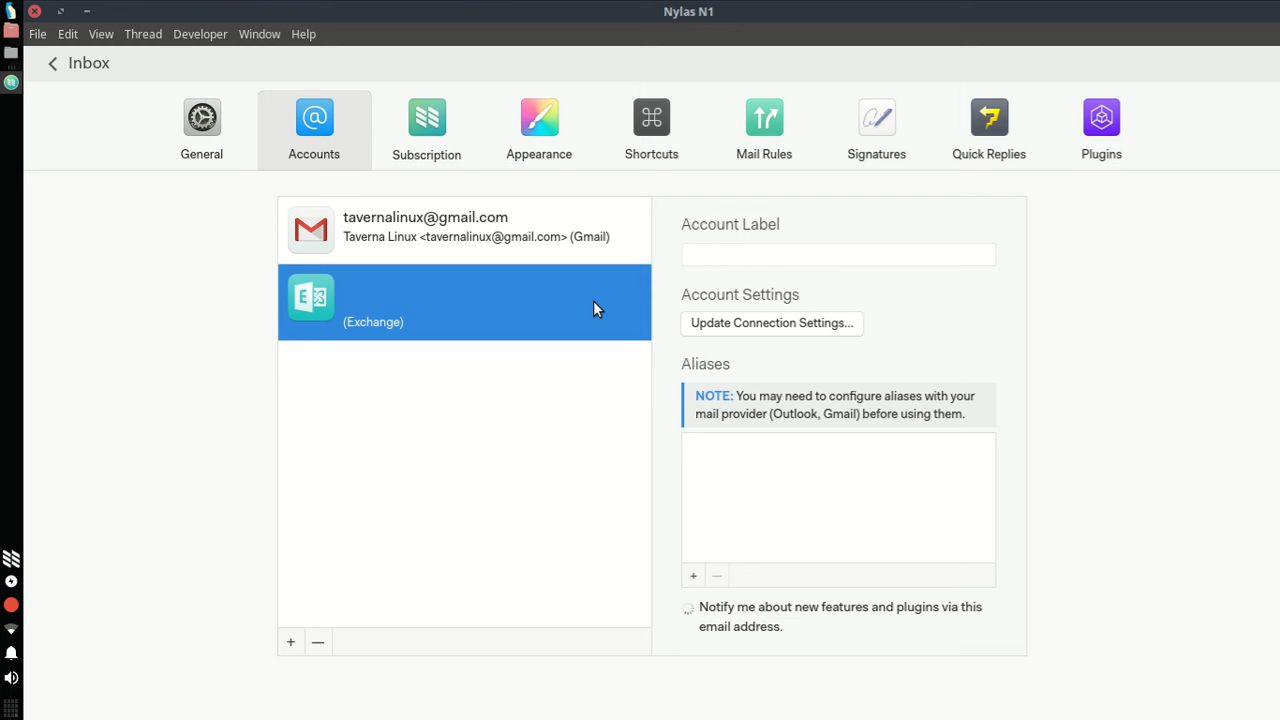 Nylas N1
File Edit View Thread Developer Window Help
Inbox
General Accounts Subscription Appearance Shortcuts Mail Rules Signatures Quick Replies Plugins
tavernalinux@gmail.com
Taverna Linux <tavernalinux@gmail.com> (Gmail)
E
(Exchange)
Account Label
Account Settings
Update Connection Settings...
Aliases
NOTE: You may need to configure aliases with your
mail provider (Outlook, Gmail) before using them.
Notify me about new features and plugins via this
email address.